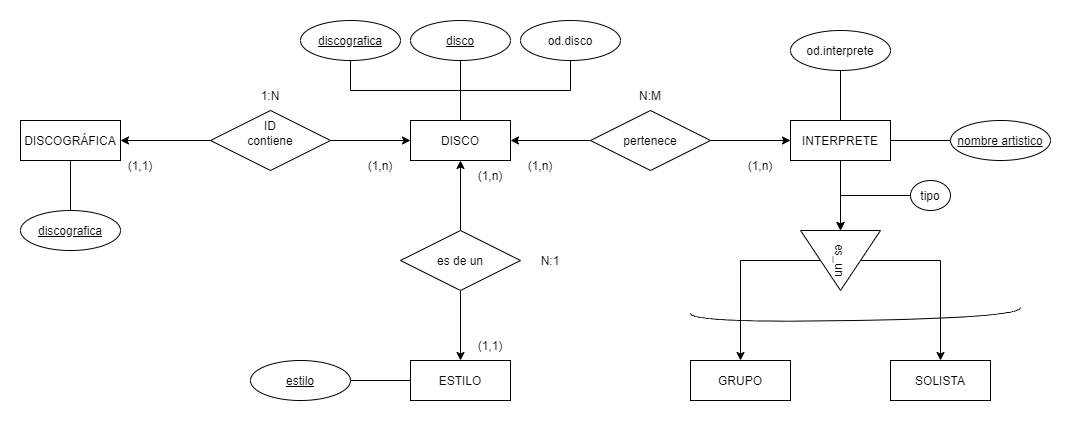 discografica
disco
od.disco
od.interprete
1:N
N:M
DISCOGRÁFICA
ID
contiene
DISCO
pertenece
INTERPRETE
nombre artistico
(1,1)
(1,n)
(1,n)
(1,n)
(1,n)
tipo
discografica
es de un
N:1
es_un
(1,1)
estilo
ESTILO
GRUPO
SOLISTA